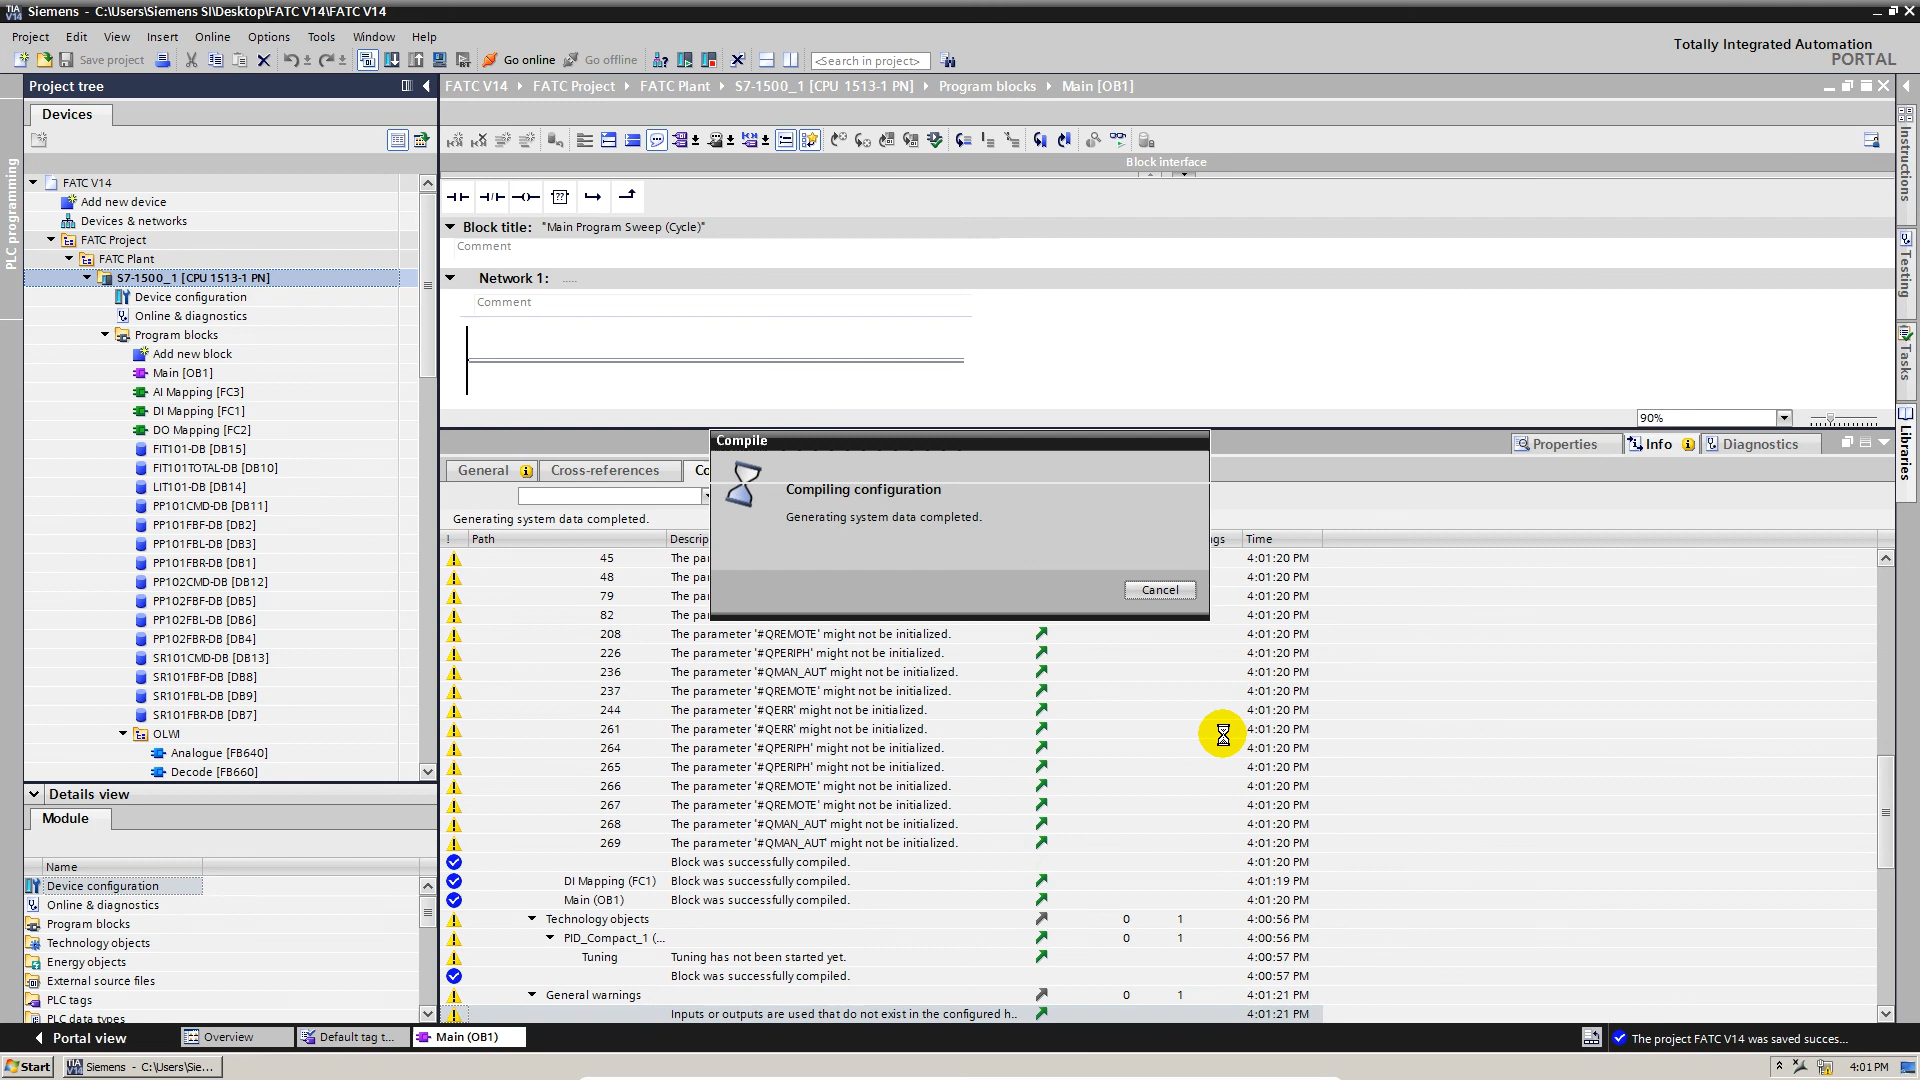 Siemens - C:\Users\Siemens SI\Desktop\FATC V14\FATC V14
Project Edit View Insert Online Options Tools Window Help
Totally Integrated Automation
PORTAL
Save project
Go online
Go offline
<Search in project>
Project tree
FATC V14 FATC Project FATC Plant S7-1500_1 [CPU 1513-1 PN] Program blocks Main [OB1]
Devices
PLC programming
FATC V14
Add new device
Devices & networks
FATC Project
FATC Plant
S7-1500_1 [CPU 1513-1 PN]
Device configuration
Online & diagnostics
Program blocks
Add new block
Main [OB1]
AI Mapping [FC3]
DI Mapping [FC1]
DO Mapping [FC2]
FIT101-DB [DB15]
FIT101TOTAL-DB [DB10]
LIT101-DB [DB14]
PP101CMD-DB [DB11]
PP101FBF-DB [DB2]
PP101FBL-DB [DB3]
PP101FBR-DB [DB1]
PP102CMD-DB [DB12]
PP102FBF-DB [DB5]
PP102FBL-DB [DB6]
PP102FBR-DB [DB4]
SR101CMD-DB [DB13]
SR101FBF-DB [DB8]
SR101FBL-DB [DB9]
SR101FBR-DB [DB7]
OLWI
Analogue [FB640]
Decode [FB660]
Details view
Module
Name
Device configuration
Online & diagnostics
Program blocks
Technology objects
Energy objects
External source files
PLC tags
PLC data types
Block interface
??
Block title: "Main Program Sweep (Cycle)"
Comment
Network 1: .....
Comment
90%
Properties Info Diagnostics
General Cross-references Co
Generating system data completed.
! Path Descrip gs Time
45 The pa 4:01:20 PM
48 The pa 4:01:20 PM
79 The pa 4:01:20 PM
82 The pa 4:01:20 PM
208 The parameter '#QREMOTE' might not be initialized. 4:01:20 PM
226 The parameter '#QPERIPH' might not be initialized. 4:01:20 PM
236 The parameter '#QMAN_AUT' might not be initialized. 4:01:20 PM
237 The parameter '#QREMOTE' might not be initialized. 4:01:20 PM
244 The parameter '#QERR' might not be initialized. 4:01:20 PM
261 The parameter '#QERR' might not be initialized. 4:01:20 PM
264 The parameter '#QPERIPH' might not be initialized. 4:01:20 PM
265 The parameter '#QPERIPH' might not be initialized. 4:01:20 PM
266 The parameter '#QREMOTE' might not be initialized. 4:01:20 PM
267 The parameter '#QREMOTE' might not be initialized. 4:01:20 PM
268 The parameter '#QMAN_AUT' might not be initialized. 4:01:20 PM
269 The parameter '#QMAN_AUT' might not be initialized. 4:01:20 PM
Block was successfully compiled. 4:01:20 PM
DI Mapping (FC1) Block was successfully compiled. 4:01:19 PM
Main (OB1) Block was successfully compiled. 4:01:20 PM
Technology objects 0 1 4:00:56 PM
PID_Compact_1 (... 0 1 4:00:56 PM
Tuning Tuning has not been started yet. 4:00:57 PM
Block was successfully compiled. 4:00:57 PM
General warnings 0 1 4:01:21 PM
Inputs or outputs are used that do not exist in the configured h.. 4:01:21 PM
Compile
Compiling configuration
Generating system data completed.
Cancel
Instructions
Testing
Tasks
Libraries
Portal view Overview Default tag t... Main (OB1) The project FATC V14 was saved succes...
Start Siemens - C:\Users\Sie... 4:01 PM